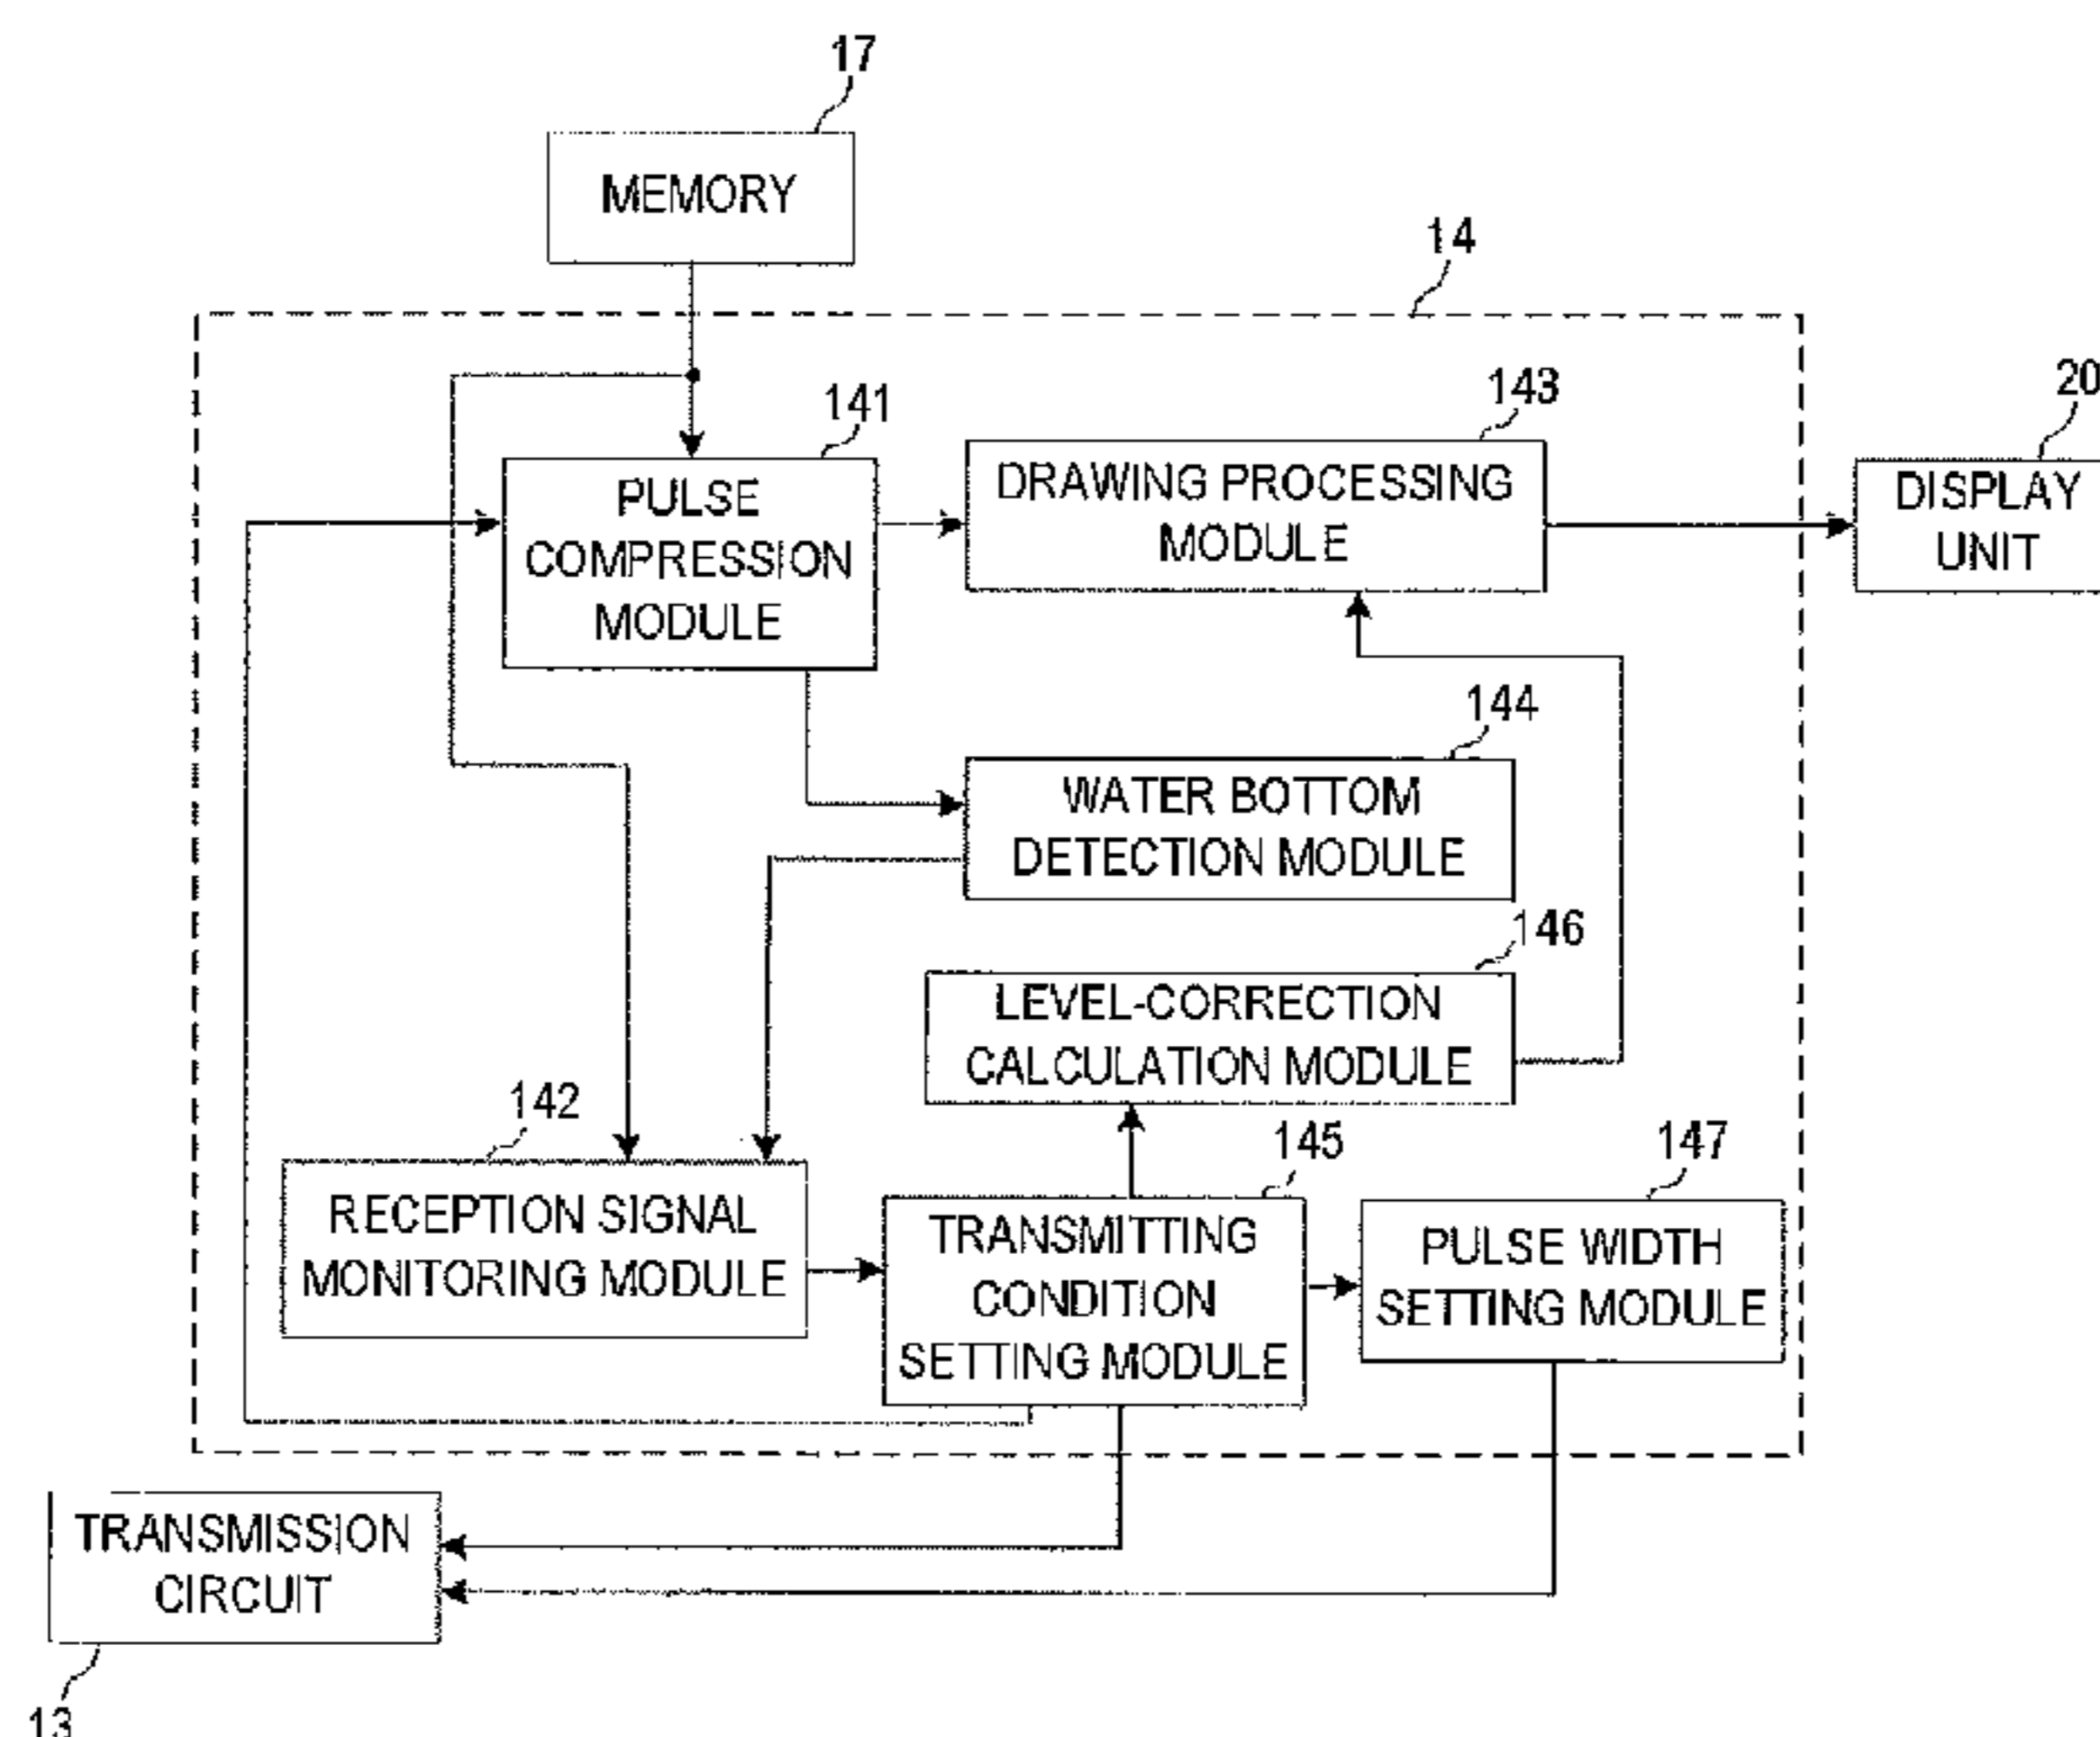 17
MEMORY
14
141
143
20
PULSE
COMPRESSION
MODULE
DRAWING PROCESSING
MODULE
DISPLAY
UNIT
144
WATER BOTTOM
DETECTION MODULE
146
LEVEL-CORRECTION
CALCULATION MODULE
142
145
147
RECEPTION SIGNAL
MONITORING MODULE
TRANSMITTING
CONDITION
SETTING MODULE
PULSE WIDTH
SETTING MODULE
TRANSMISSION
CIRCUIT
13